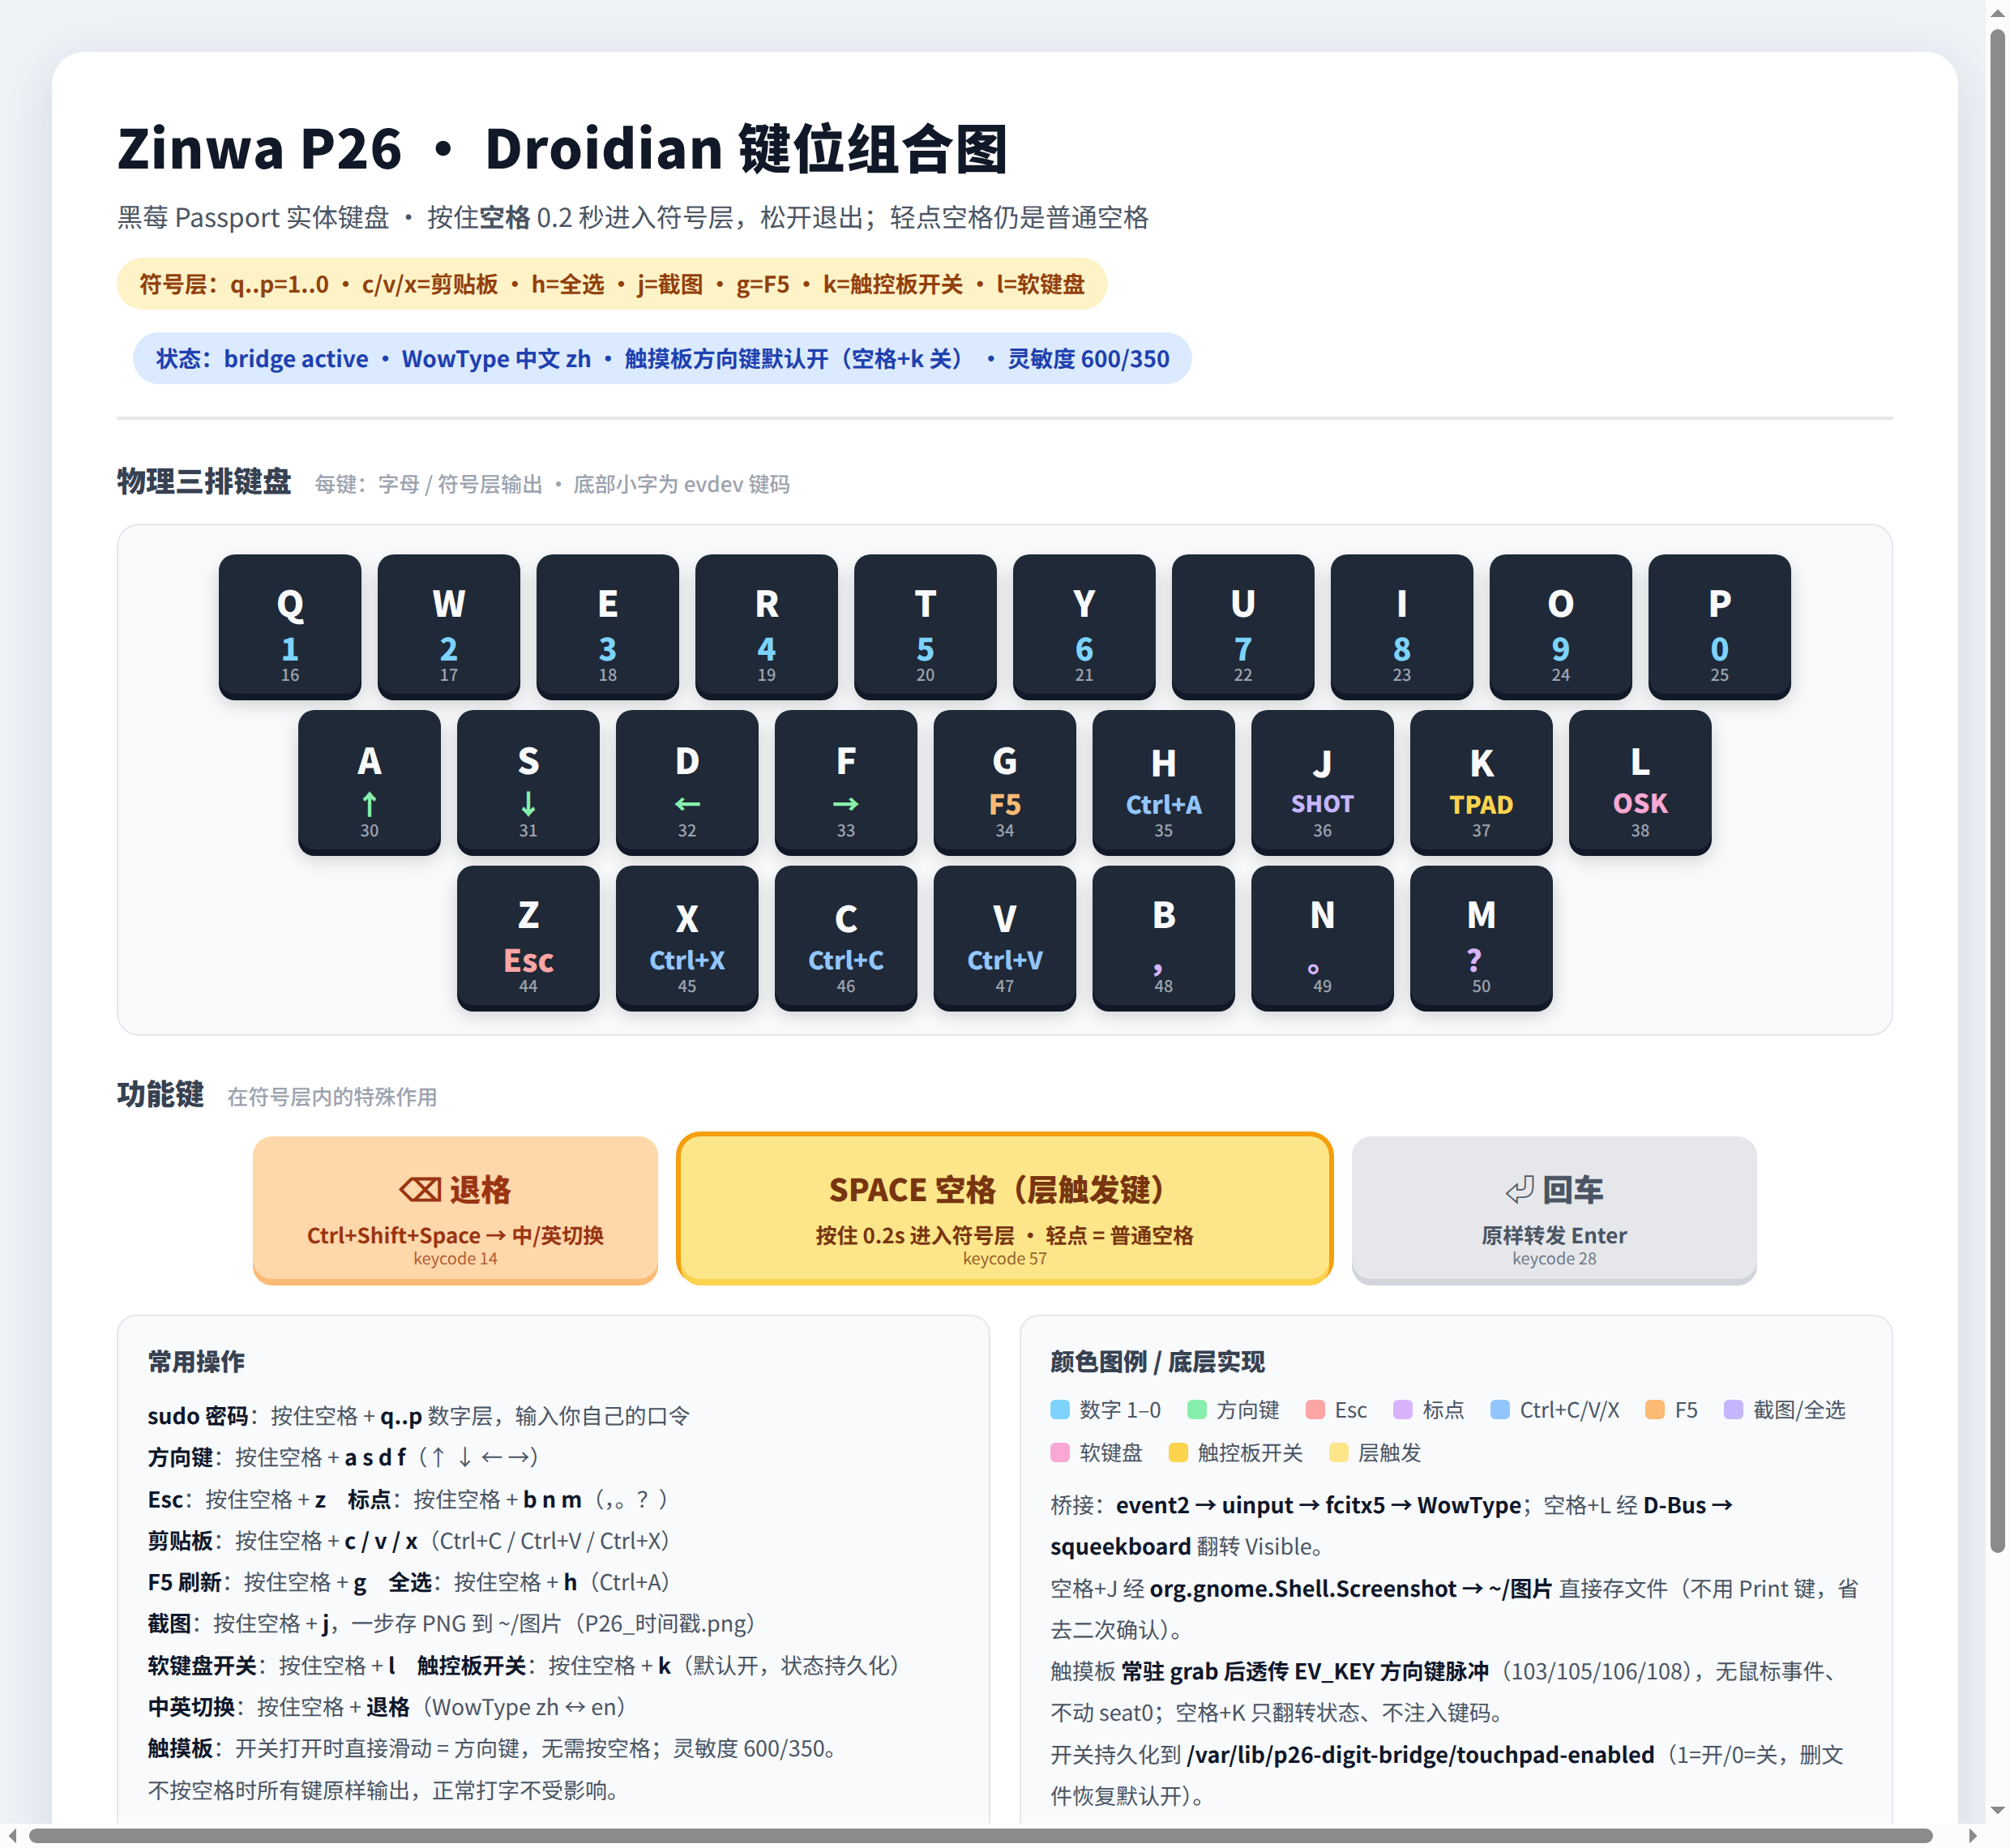 Zinwa P26 · Droidian 键位组合图
黑莓 Passport 实体键盘 · 按住空格 0.2 秒进入符号层，松开退出；轻点空格仍是普通空格
符号层：q..p=1..0 · c/v/x=剪贴板 · h=全选 · j=截图 · g=F5 · k=触控板开关 · l=软键盘
状态：bridge active · WowType 中文 zh · 触摸板方向键默认开（空格+k 关） · 灵敏度 600/350
物理三排键盘 每键：字母 / 符号层输出 · 底部小字为 evdev 键码
Q W E R T Y U I O P
1 2 3 4 5 6 7 8 9 0
16 17 18 19 20 21 22 23 24 25
A S D F G H J K L
↑ ↓ ← → F5 Ctrl+A SHOT TPAD OSK
30 31 32 33 34 35 36 37 38
Z X C V B N M
Esc Ctrl+X Ctrl+C Ctrl+V ， 。 ？
44 45 46 47 48 49 50
功能键 在符号层内的特殊作用
⌫ 退格
Ctrl+Shift+Space → 中/英切换
keycode 14
SPACE 空格（层触发键）
按住 0.2s 进入符号层 · 轻点 = 普通空格
keycode 57
⏎ 回车
原样转发 Enter
keycode 28
常用操作
sudo 密码：按住空格 + q..p 数字层，输入你自己的口令
方向键：按住空格 + a s d f（↑ ↓ ← →）
Esc：按住空格 + z 标点：按住空格 + b n m（，。？）
剪贴板：按住空格 + c / v / x（Ctrl+C / Ctrl+V / Ctrl+X）
F5 刷新：按住空格 + g 全选：按住空格 + h（Ctrl+A）
截图：按住空格 + j，一步存 PNG 到 ~/图片（P26_时间戳.png）
软键盘开关：按住空格 + l 触控板开关：按住空格 + k（默认开，状态持久化）
中英切换：按住空格 + 退格（WowType zh ↔ en）
触摸板：开关打开时直接滑动 = 方向键，无需按空格；灵敏度 600/350。
不按空格时所有键原样输出，正常打字不受影响。
颜色图例 / 底层实现
数字 1–0 方向键 Esc 标点 Ctrl+C/V/X F5 截图/全选
软键盘 触控板开关 层触发
桥接：event2 → uinput → fcitx5 → WowType；空格+L 经 D-Bus →
squeekboard 翻转 Visible。
空格+J 经 org.gnome.Shell.Screenshot → ~/图片 直接存文件（不用 Print 键，省
去二次确认）。
触摸板 常驻 grab 后透传 EV_KEY 方向键脉冲（103/105/106/108），无鼠标事件、
不动 seat0；空格+K 只翻转状态、不注入键码。
开关持久化到 /var/lib/p26-digit-bridge/touchpad-enabled（1=开/0=关，删文
件恢复默认开）。